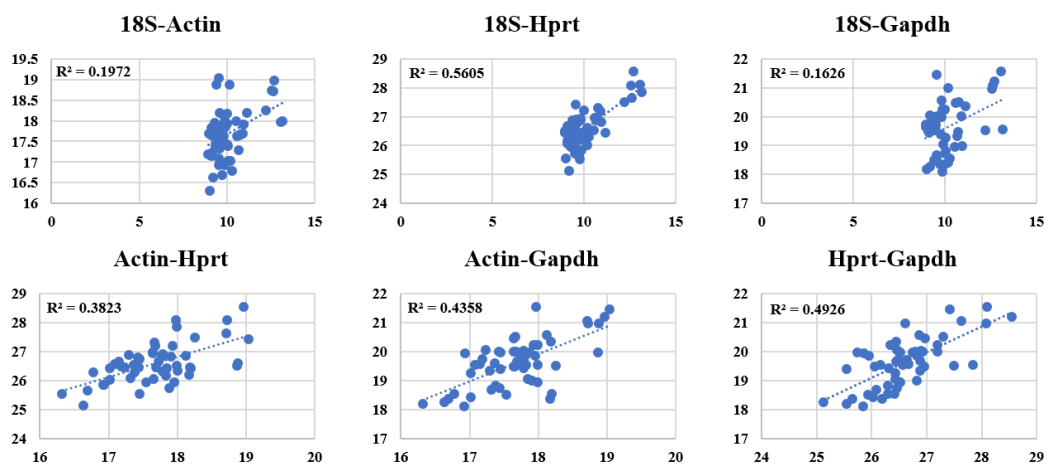 18S-Actin
R² = 0.1972
19.5
19
18.5
18
17.5
17
16.5
16
0 5 10 15
18S-Hprt
R² = 0.5605
29
28
27
26
25
24
0 5 10 15
18S-Gapdh
R² = 0.1626
22
21
20
19
18
17
0 5 10 15
Actin-Hprt
R² = 0.3823
29
28
27
26
25
24
16 17 18 19 20
Actin-Gapdh
R² = 0.4358
22
21
20
19
18
17
16 17 18 19 20
Hprt-Gapdh
R² = 0.4926
22
21
20
19
18
17
24 25 26 27 28 29